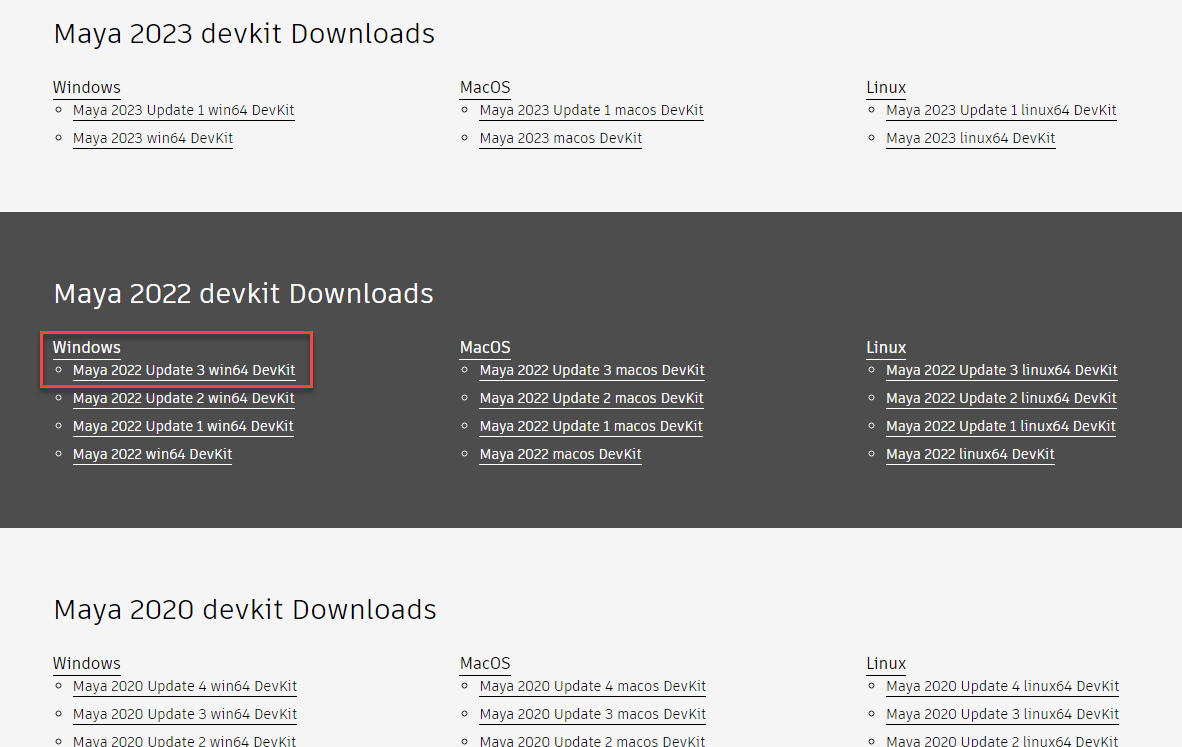 Maya 2023 devkit Downloads
Windows
Maya 2023 Update 1 win64 DevKit
Maya 2023 win64 DevKit
MacOS
Maya 2023 Update 1 macos DevKit
Maya 2023 macos DevKit
Linux
Maya 2023 Update 1 linux64 DevKit
Maya 2023 linux64 DevKit
Maya 2022 devkit Downloads
Windows
Maya 2022 Update 3 win64 DevKit
Maya 2022 Update 2 win64 DevKit
Maya 2022 Update 1 win64 DevKit
Maya 2022 win64 DevKit
MacOS
Maya 2022 Update 3 macos DevKit
Maya 2022 Update 2 macos DevKit
Maya 2022 Update 1 macos DevKit
Maya 2022 macos DevKit
Linux
Maya 2022 Update 3 linux64 DevKit
Maya 2022 Update 2 linux64 DevKit
Maya 2022 Update 1 linux64 DevKit
Maya 2022 linux64 DevKit
Maya 2020 devkit Downloads
Windows
Maya 2020 Update 4 win64 DevKit
Maya 2020 Update 3 win64 DevKit
Maya 2020 Update 2 win64 DevKit
MacOS
Maya 2020 Update 4 macos DevKit
Maya 2020 Update 3 macos DevKit
Maya 2020 Update 2 macos DevKit
Linux
Maya 2020 Update 4 linux64 DevKit
Maya 2020 Update 3 linux64 DevKit
Maya 2020 Update 2 linux64 DevKit